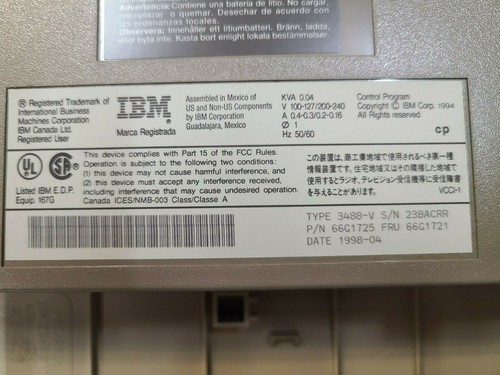 Advertencia: Contiene una batería de litio. No recargar,
reemplazar o quemar. Desechar de acuerdo con
las ordenanzas locales.
Observera: Innehåller ett litiumbatteri. Bränn, ladda,
eller byta inte. Kasta bort enligt lokala bestämmelser.
® Registered Trademark of
International Business
Machines Corporation
IBM Canada Ltd.
Registered User
IBM
Marca Registrada
Assembled in Mexico of
US and Non-US Components
by IBM Corporation
Guadalajara, Mexico
KVA 0.04
V 100-127/200-240
A 0.4-0.3/0.2-0.16
Ø 1
Hz 50/60
Control Program
Copyright © IBM Corp. 1994
All Rights reserved
cp
UL
SA
Listed IBM E.D.P.
Equip. 167G
This device complies with Part 15 of the FCC Rules.
Operation is subject to the following two conditions:
(1) this device may not cause harmful interference, and
(2) this device must accept any interference received,
including interference that may cause undesired operation.
Canada ICES/NMB-003 Class/Classe A
この装置は、商工業地域で使用されるべき第一種
情報装置です。住宅地域又はその隣接した地域で
使用するとラジオ、テレビジョン受信機等に受信障害
を与えることがあります。
VCCI-1
TYPE 3488-V S/N 23BACRR
P/N 66G1725 FRU 66G1721
DATE 1998-04